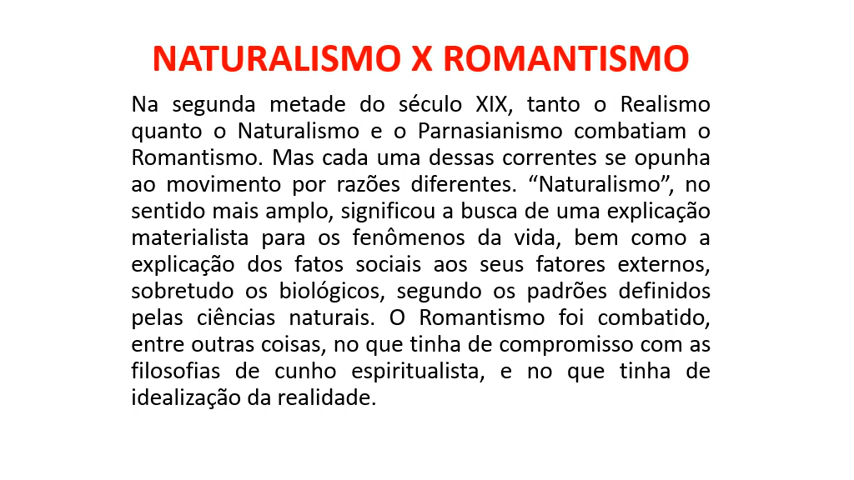 NATURALISMO X ROMANTISMO
Na segunda metade do século XIX, tanto o Realismo
quanto o Naturalismo e o Parnasianismo combatiam o
Romantismo. Mas cada uma dessas correntes se opunha
ao movimento por razões diferentes. “Naturalismo”, no
sentido mais amplo, significou a busca de uma explicação
materialista para os fenômenos da vida, bem como a
explicação dos fatos sociais aos seus fatores externos,
sobretudo os biológicos, segundo os padrões definidos
pelas ciências naturais. O Romantismo foi combatido,
entre outras coisas, no que tinha de compromisso com as
filosofias de cunho espiritualista, e no que tinha de
idealização da realidade.